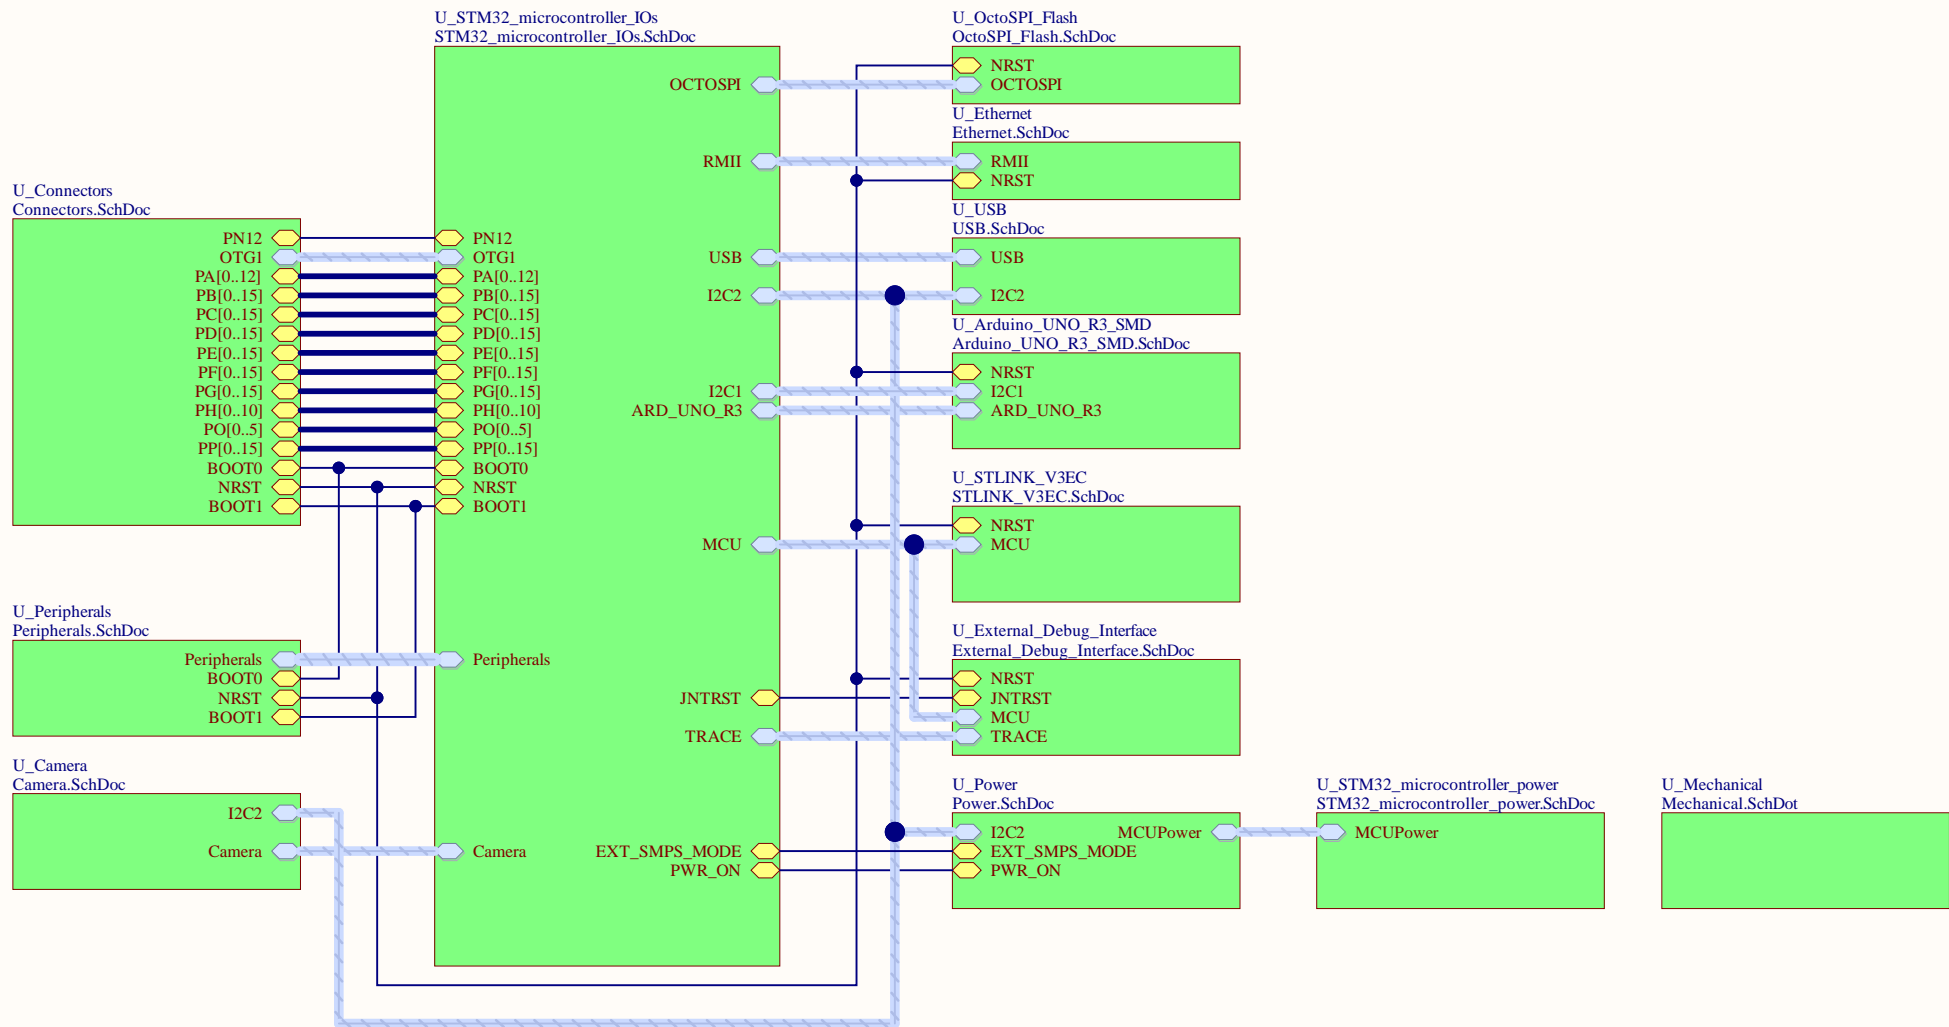 U_Connectors
Connectors.SchDoc
PN12
OTG1
PA[0..12]
PB[0..15]
PC[0..15]
PD[0..15]
PE[0..15]
PF[0..15]
PG[0..15]
PH[0..10]
PO[0..5]
PP[0..15]
BOOT0
NRST
BOOT1
U_Peripherals
Peripherals.SchDoc
Peripherals
BOOT0
NRST
BOOT1
U_Camera
Camera.SchDoc
I2C2
Camera
U_STM32_microcontroller_IOs
STM32_microcontroller_IOs.SchDoc
PN12
OTG1
PA[0..12]
PB[0..15]
PC[0..15]
PD[0..15]
PE[0..15]
PF[0..15]
PG[0..15]
PH[0..10]
PO[0..5]
PP[0..15]
BOOT0
NRST
BOOT1
Peripherals
Camera
OCTOSPI
RMII
USB
I2C2
I2C1
ARD_UNO_R3
MCU
JNTRST
TRACE
EXT_SMPS_MODE
PWR_ON
U_OctoSPI_Flash
OctoSPI_Flash.SchDoc
NRST
OCTOSPI
U_Ethernet
Ethernet.SchDoc
RMII
NRST
U_USB
USB.SchDoc
USB
I2C2
U_Arduino_UNO_R3_SMD
Arduino_UNO_R3_SMD.SchDoc
NRST
I2C1
ARD_UNO_R3
U_STLINK_V3EC
STLINK_V3EC.SchDoc
NRST
MCU
U_External_Debug_Interface
External_Debug_Interface.SchDoc
NRST
JNTRST
MCU
TRACE
U_Power
Power.SchDoc
I2C2
MCUPower
EXT_SMPS_MODE
PWR_ON
U_STM32_microcontroller_power
STM32_microcontroller_power.SchDoc
MCUPower
U_Mechanical
Mechanical.SchDot